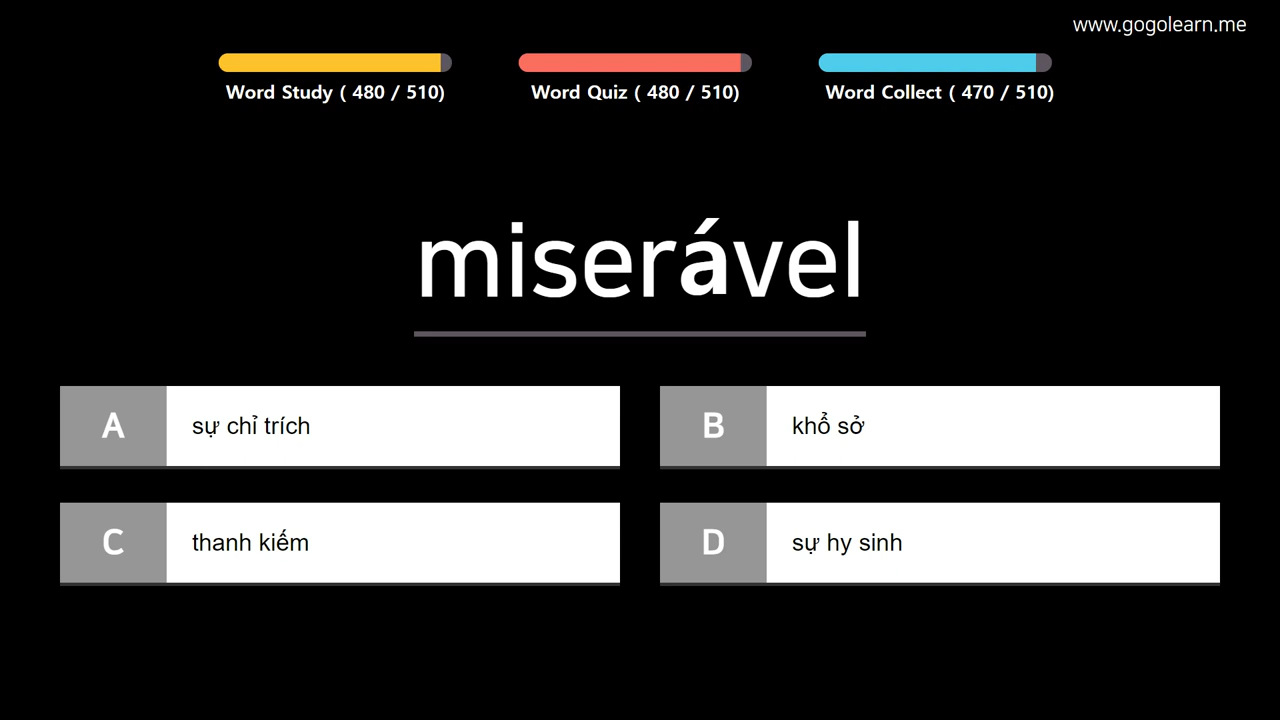 www.gogolearn.me
Word Study ( 480 / 510)
Word Quiz ( 480 / 510)
Word Collect ( 470 / 510)
miserável
A
sự chỉ trích
B
khổ sở
C
thanh kiếm
D
sự hy sinh